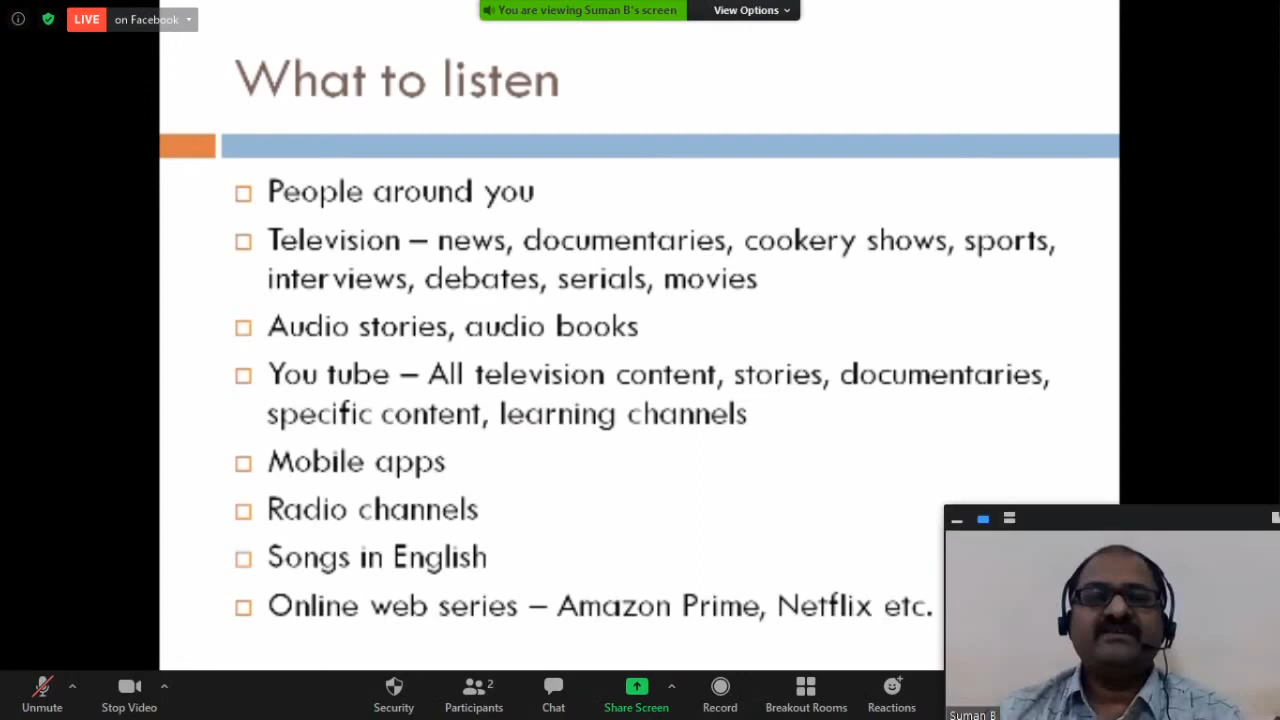 LIVE on Facebook
You are viewing Suman B's screen
View Options
What to listen
People around you
Television – news, documentaries, cookery shows, sports,
interviews, debates, serials, movies
Audio stories, audio books
You tube – All television content, stories, documentaries,
specific content, learning channels
Mobile apps
Radio channels
Songs in English
Online web series – Amazon Prime, Netflix etc.
Suman B
Unmute
Stop Video
Security
2
Participants
Chat
Share Screen
Record
Breakout Rooms
Reactions